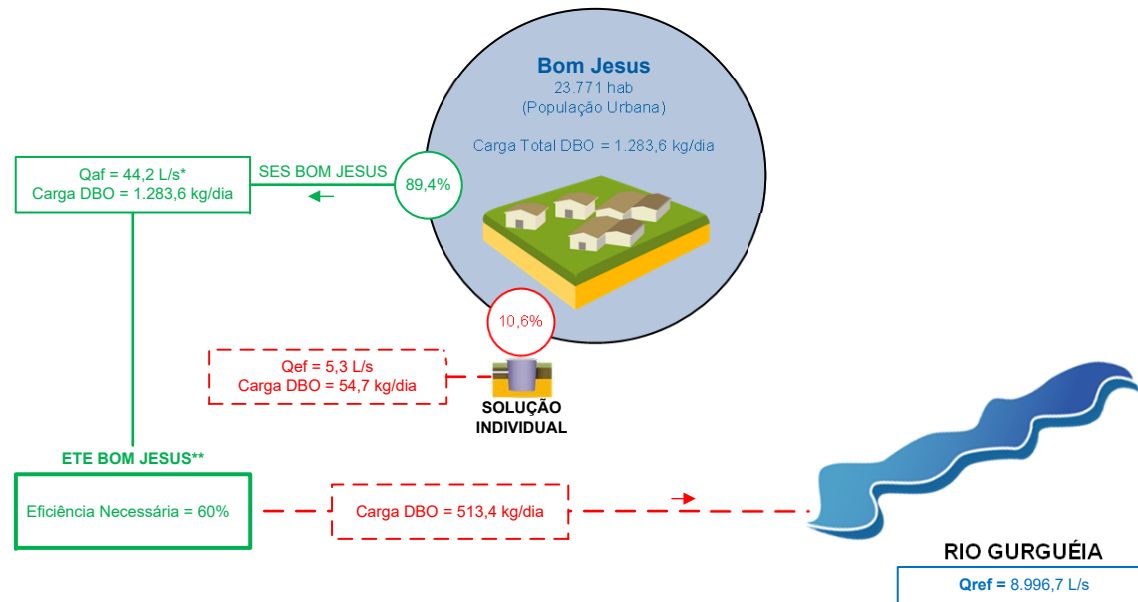 Bom Jesus
23.771 hab
(População Urbana)
Carga Total DBO = 1.283,6 kg/dia
Qaf = 44,2 L/s*
Carga DBO = 1.283,6 kg/dia
SES BOM JESUS
89,4%
10,6%
Qef = 5,3 L/s
Carga DBO = 54,7 kg/dia
SOLUÇÃO
INDIVIDUAL
ETE BOM JESUS**
Eficiência Necessária = 60%
Carga DBO = 513,4 kg/dia
RIO GURGUÉIA
Qref = 8.996,7 L/s